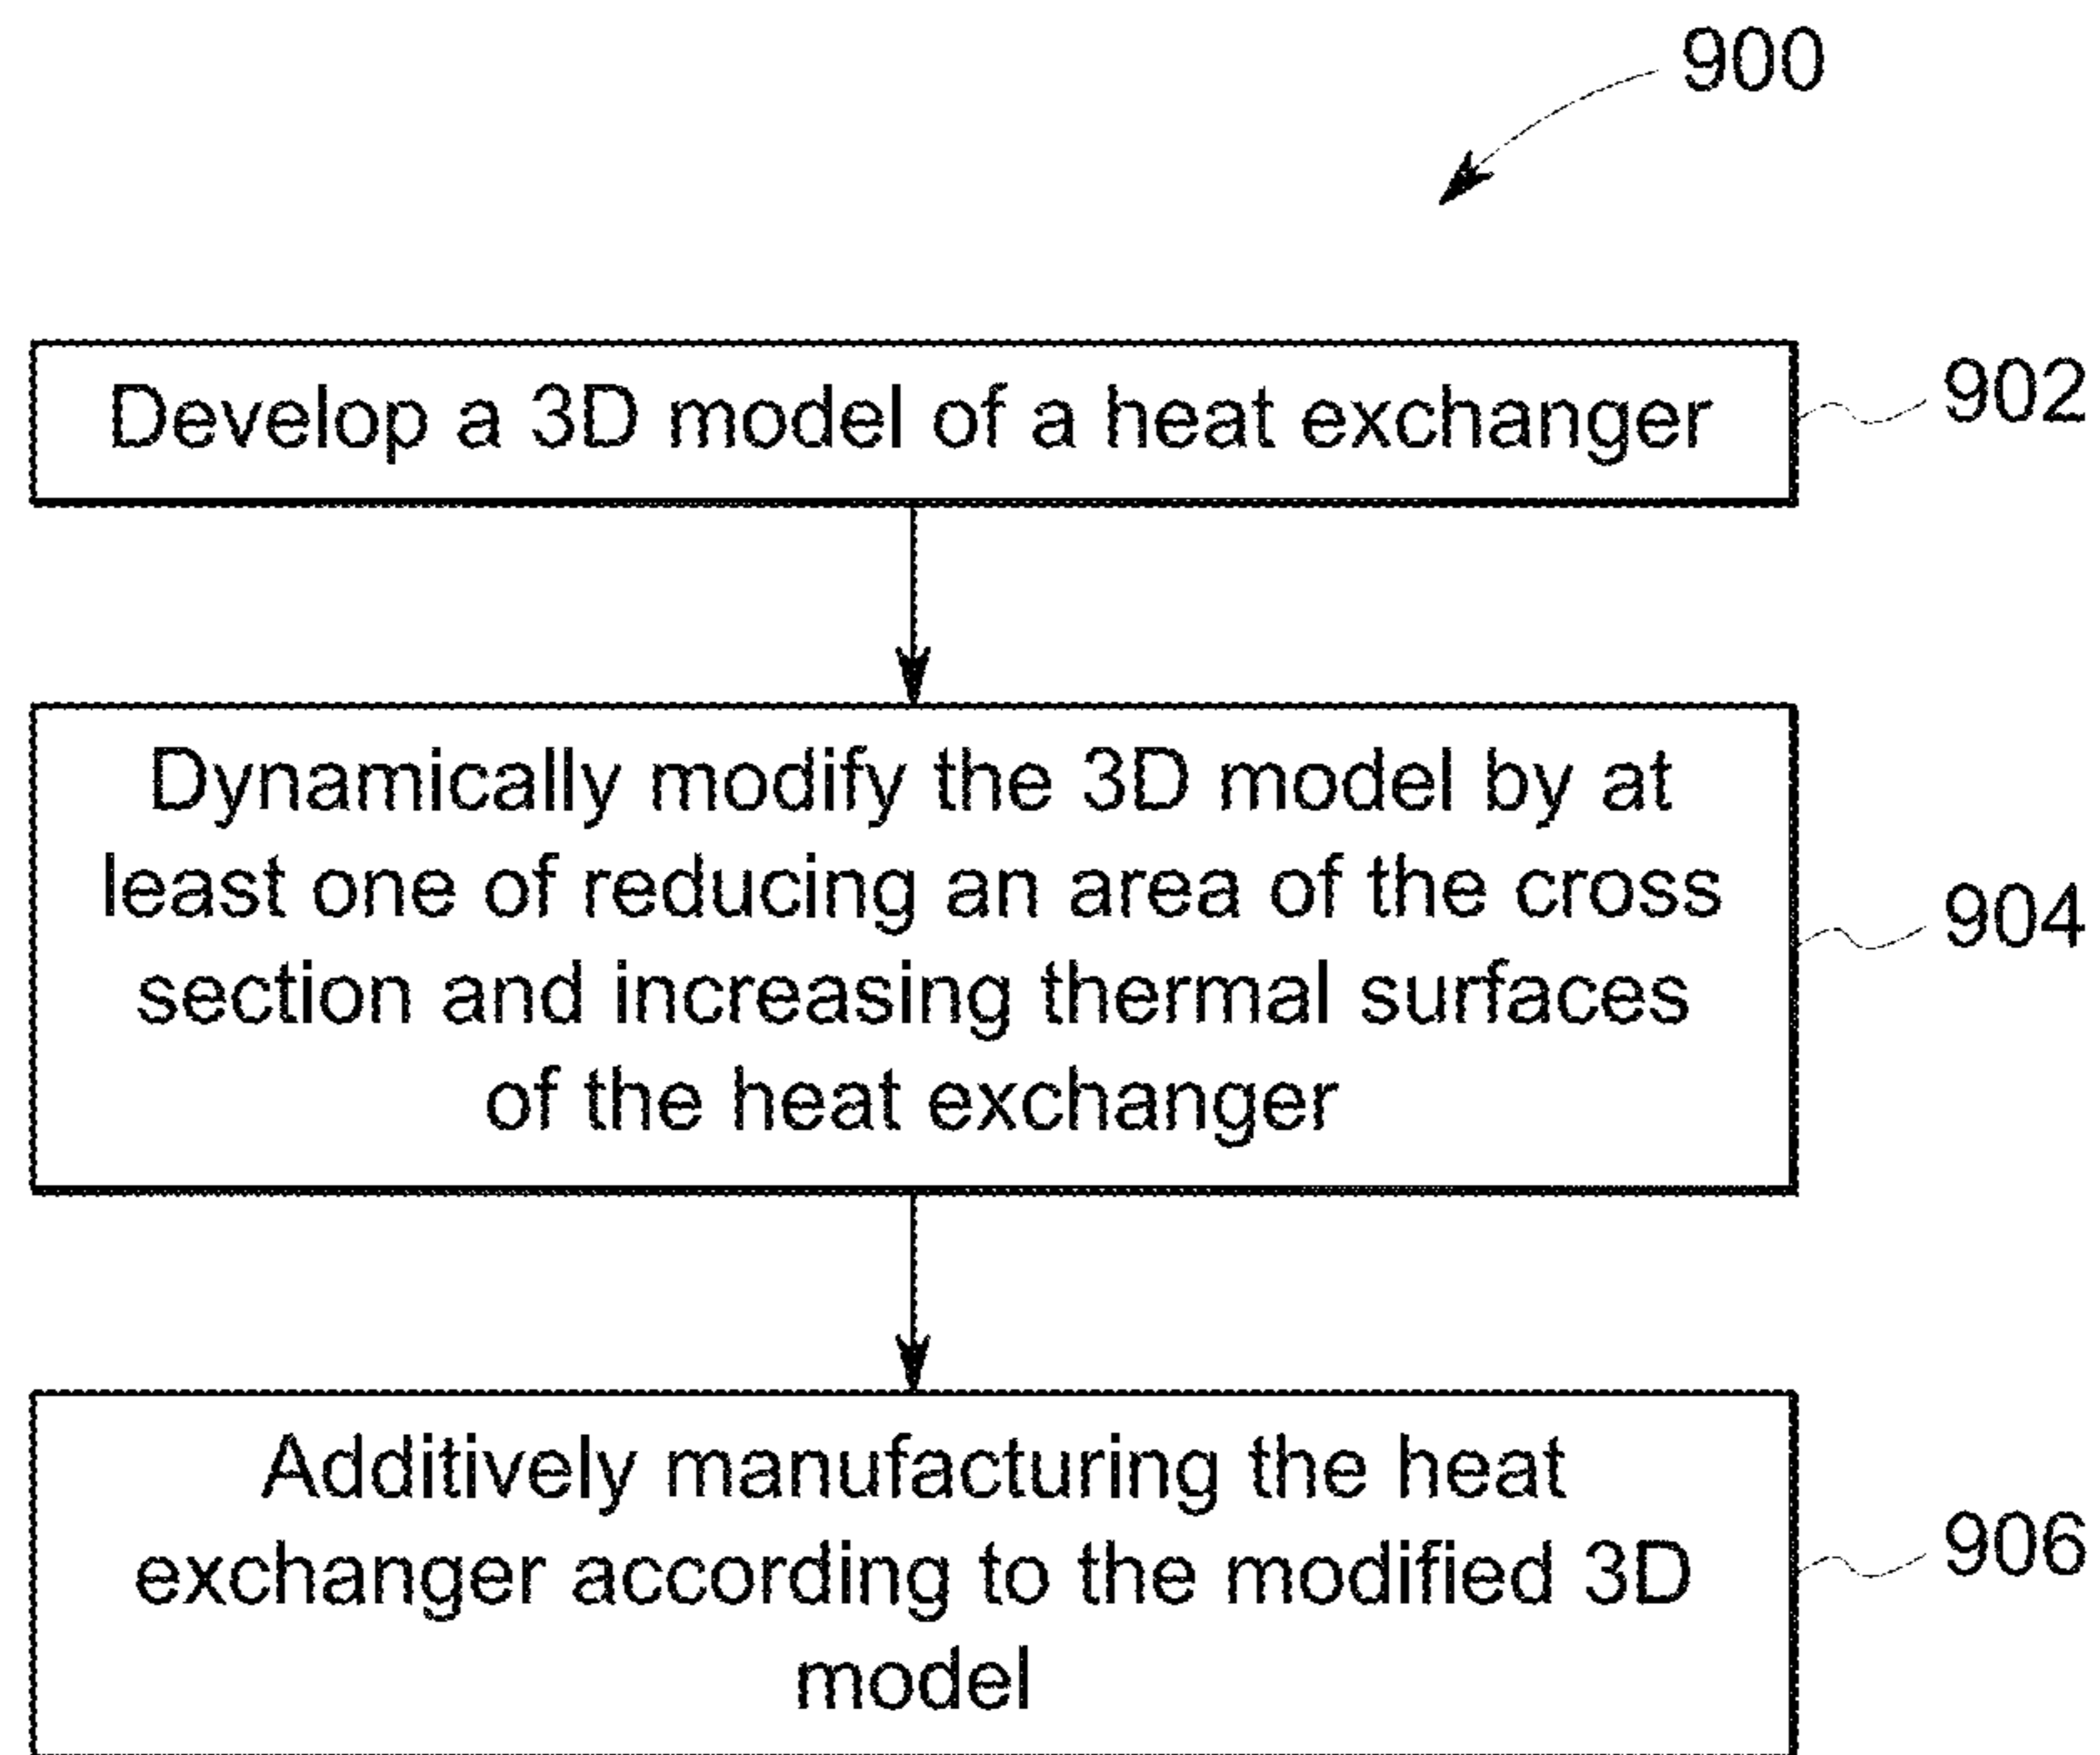 900
Develop a 3D model of a heat exchanger
902
Dynamically modify the 3D model by at
least one of reducing an area of the cross
section and increasing thermal surfaces
of the heat exchanger
904
Additively manufacturing the heat
exchanger according to the modified 3D
model
906